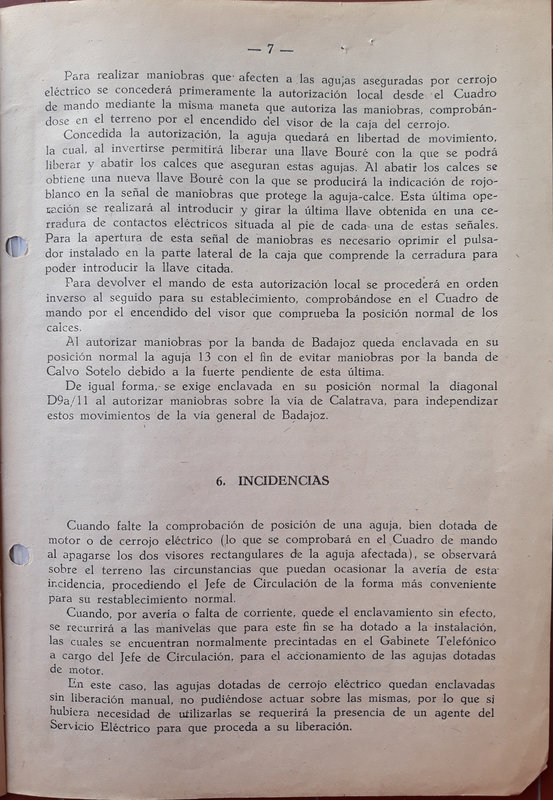 — 7 —
Para realizar maniobras que afecten a las agujas aseguradas por cerrojo
eléctrico se concederá primeramente la autorización local desde el Cuadro
de mando mediante la misma maneta que autoriza las maniobras, comprobán-
dose en el terreno por el encendido del visor de la caja del cerrojo.
Concedida la autorización, la aguja quedará en libertad de movimiento,
la cual, al invertirse permitirá liberar una llave Bouré con la que se podrá
liberar y abatir los calces que aseguran estas agujas. Al abatir los calces se
obtiene una nueva llave Bouré con la que se producirá la indicación de rojo-
blanco en la señal de maniobras que protege la aguja-calce. Esta última ope-
ración se realizará al introducir y girar la última llave obtenida en una ce-
rradura de contactos eléctricos situada al pie de cada una de estas señales.
Para la apertura de esta señal de maniobras es necesario oprimir el pulsa-
dor instalado en la parte lateral de la caja que comprende la cerradura para
poder introducir la llave citada.
Para devolver el mando de esta autorización local se procederá en orden
inverso al seguido para su establecimiento, comprobándose en el Cuadro de
mando por el encendido del visor que comprueba la posición normal de los
calces.
Al autorizar maniobras por la banda de Badajoz queda enclavada en su
posición normal la aguja 13 con el fin de evitar maniobras por la banda de
Calvo Sotelo debido a la fuerte pendiente de esta última.
De igual forma, se exige enclavada en su posición normal la diagonal
D9a/11 al autorizar maniobras sobre la vía de Calatrava, para independizar
estos movimientos de la vía general de Badajoz.
6. INCIDENCIAS
Cuando falte la comprobación de posición de una aguja, bien dotada de
motor o de cerrojo eléctrico (lo que se comprobará en el Cuadro de mando
al apagarse los dos visores rectangulares de la aguja afectada), se observará
sobre el terreno las circunstancias que puedan ocasionar la avería de esta
incidencia, procediendo el Jefe de Circulación de la forma más conveniente
para su restablecimiento normal.
Cuando, por avería o falta de corriente, quede el enclavamiento sin efecto,
se recurrirá a las manivelas que para este fin se ha dotado a la instalación,
las cuales se encuentran normalmente precintadas en el Gabinete Telefónico
a cargo del Jefe de Circulación, para el accionamiento de las agujas dotadas
de motor.
En este caso, las agujas dotadas de cerrojo eléctrico quedan enclavadas
sin liberación manual, no pudiéndose actuar sobre las mismas, por lo que si
hubiera necesidad de utilizarlas se requerirá la presencia de un agente del
Servicio Eléctrico para que proceda a su liberación.